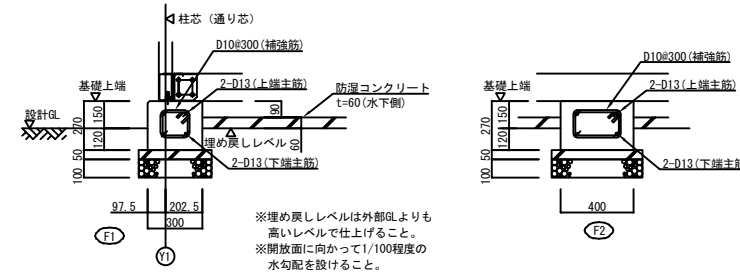 柱芯（通り芯）
D10@300(補強筋)
基礎上端
2-D13(上端主筋)
防湿コンクリート
t=60(水下側)
設計GL
270
150
120
50
100
90
60
埋め戻しレベル
2-D13(下端主筋)
97.5
202.5
300
F1
Y1
※埋め戻しレベルは外部GLよりも
高いレベルで仕上げること。
※開放面に向かって1/100程度の
水勾配を設けること。
D10@300(補強筋)
基礎上端
2-D13(上端主筋)
270
150
120
50
100
2-D13(下端主筋
400
F2